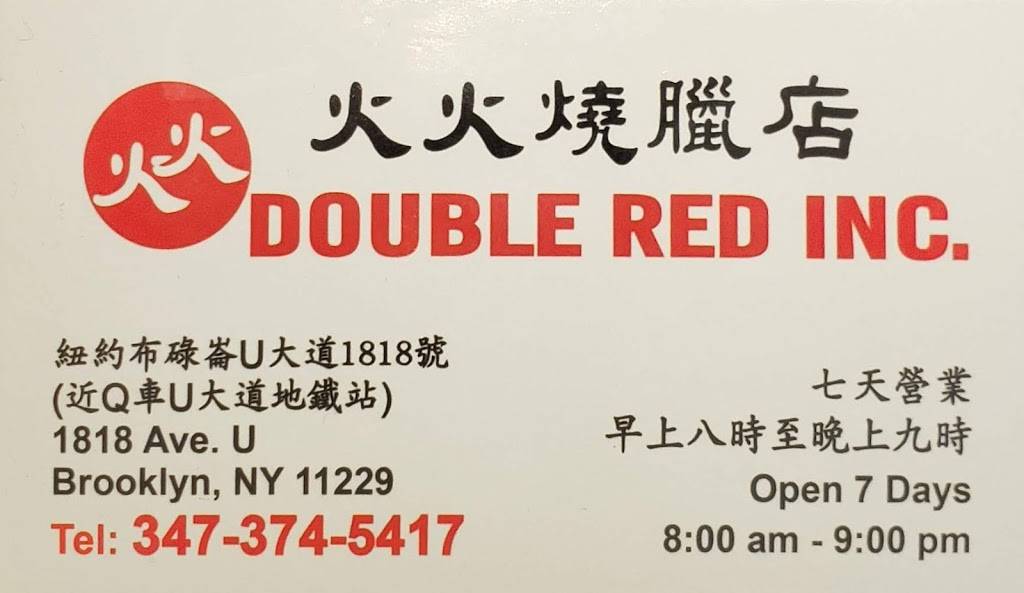 火火
火火燒臘店
DOUBLE RED INC.
紐約布碌崙U大道1818號
(近Q車U大道地鐵站)
1818 Ave. U
Brooklyn, NY 11229
Tel: 347-374-5417
七天營業
早上八時至晚上九時
Open 7 Days
8:00 am - 9:00 pm